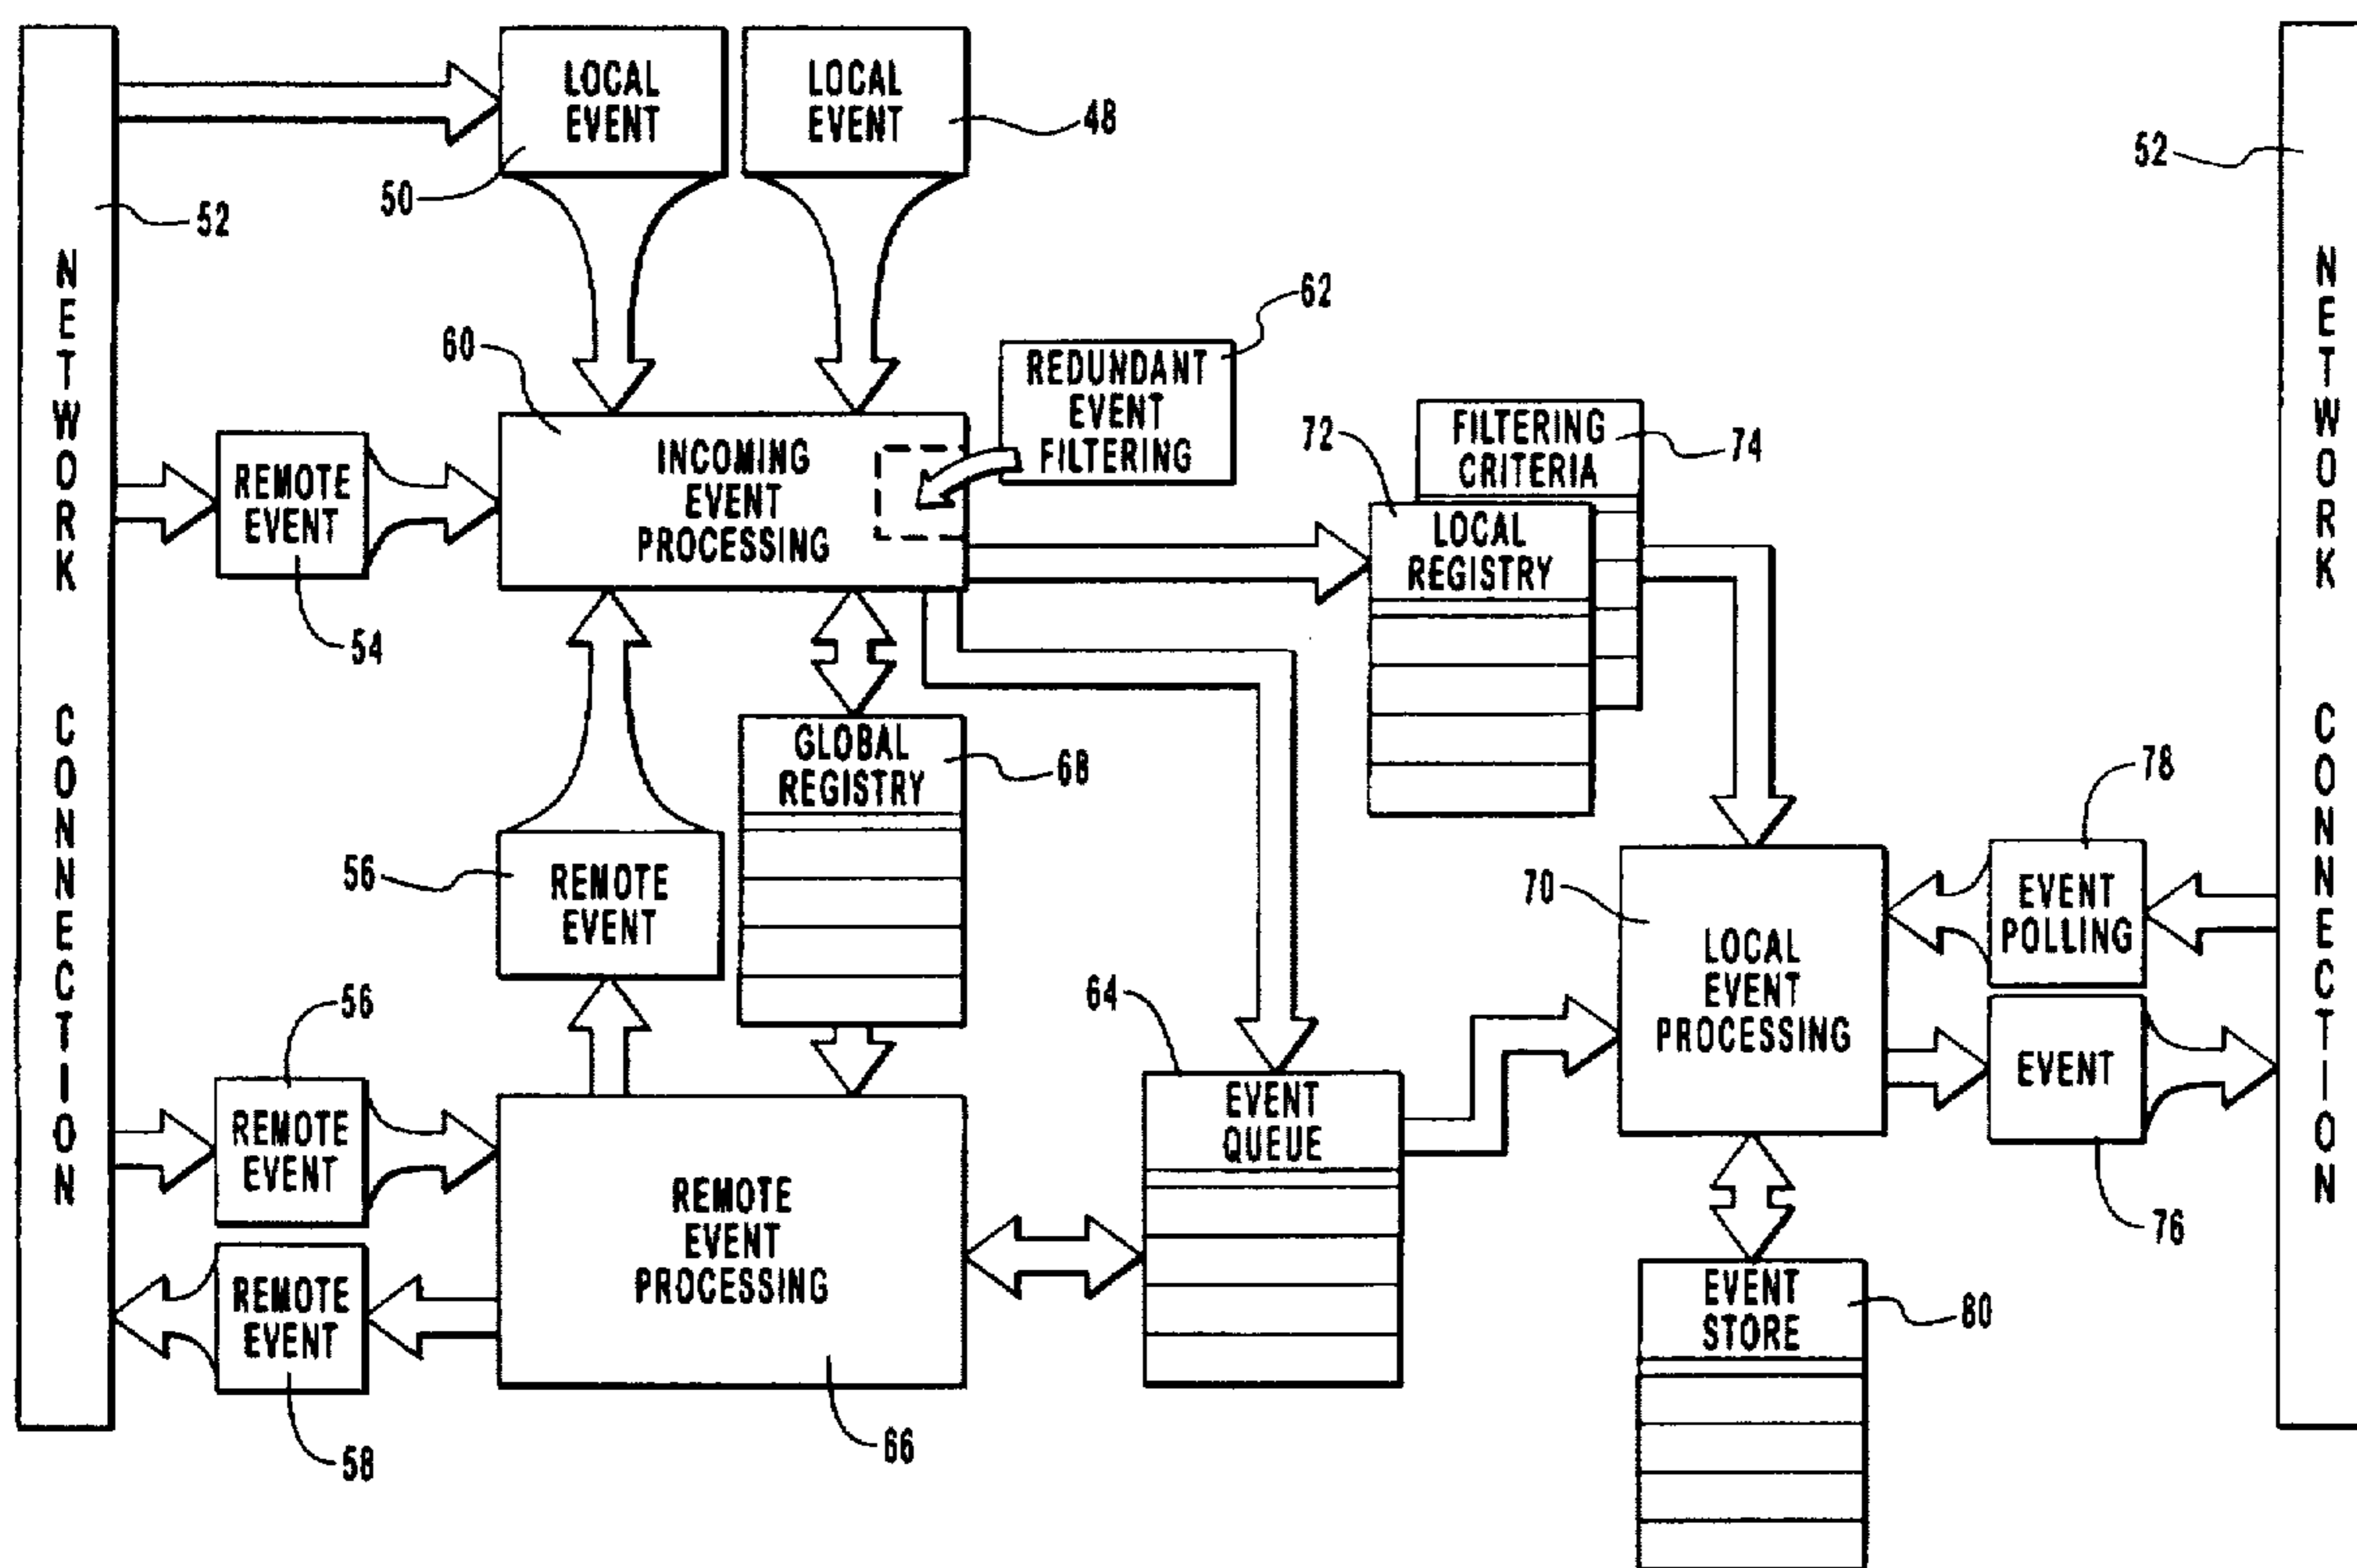 LOCAL
EVENT
LOCAL
EVENT
48
50
52
52
NETWORK CONNECTION
NETWORK CONNECTION
62
60
REDUNDANT
EVENT
FILTERING
INCOMING
EVENT
PROCESSING
72
FILTERING
CRITERIA
74
REMOTE
EVENT
54
LOCAL
REGISTRY
GLOBAL
REGISTRY
68
56
REMOTE
EVENT
78
EVENT
POLLING
70
LOCAL
EVENT
PROCESSING
64
56
REMOTE
EVENT
EVENT
QUEUE
EVENT
76
REMOTE
EVENT
PROCESSING
REMOTE
EVENT
58
66
EVENT
STORE
80